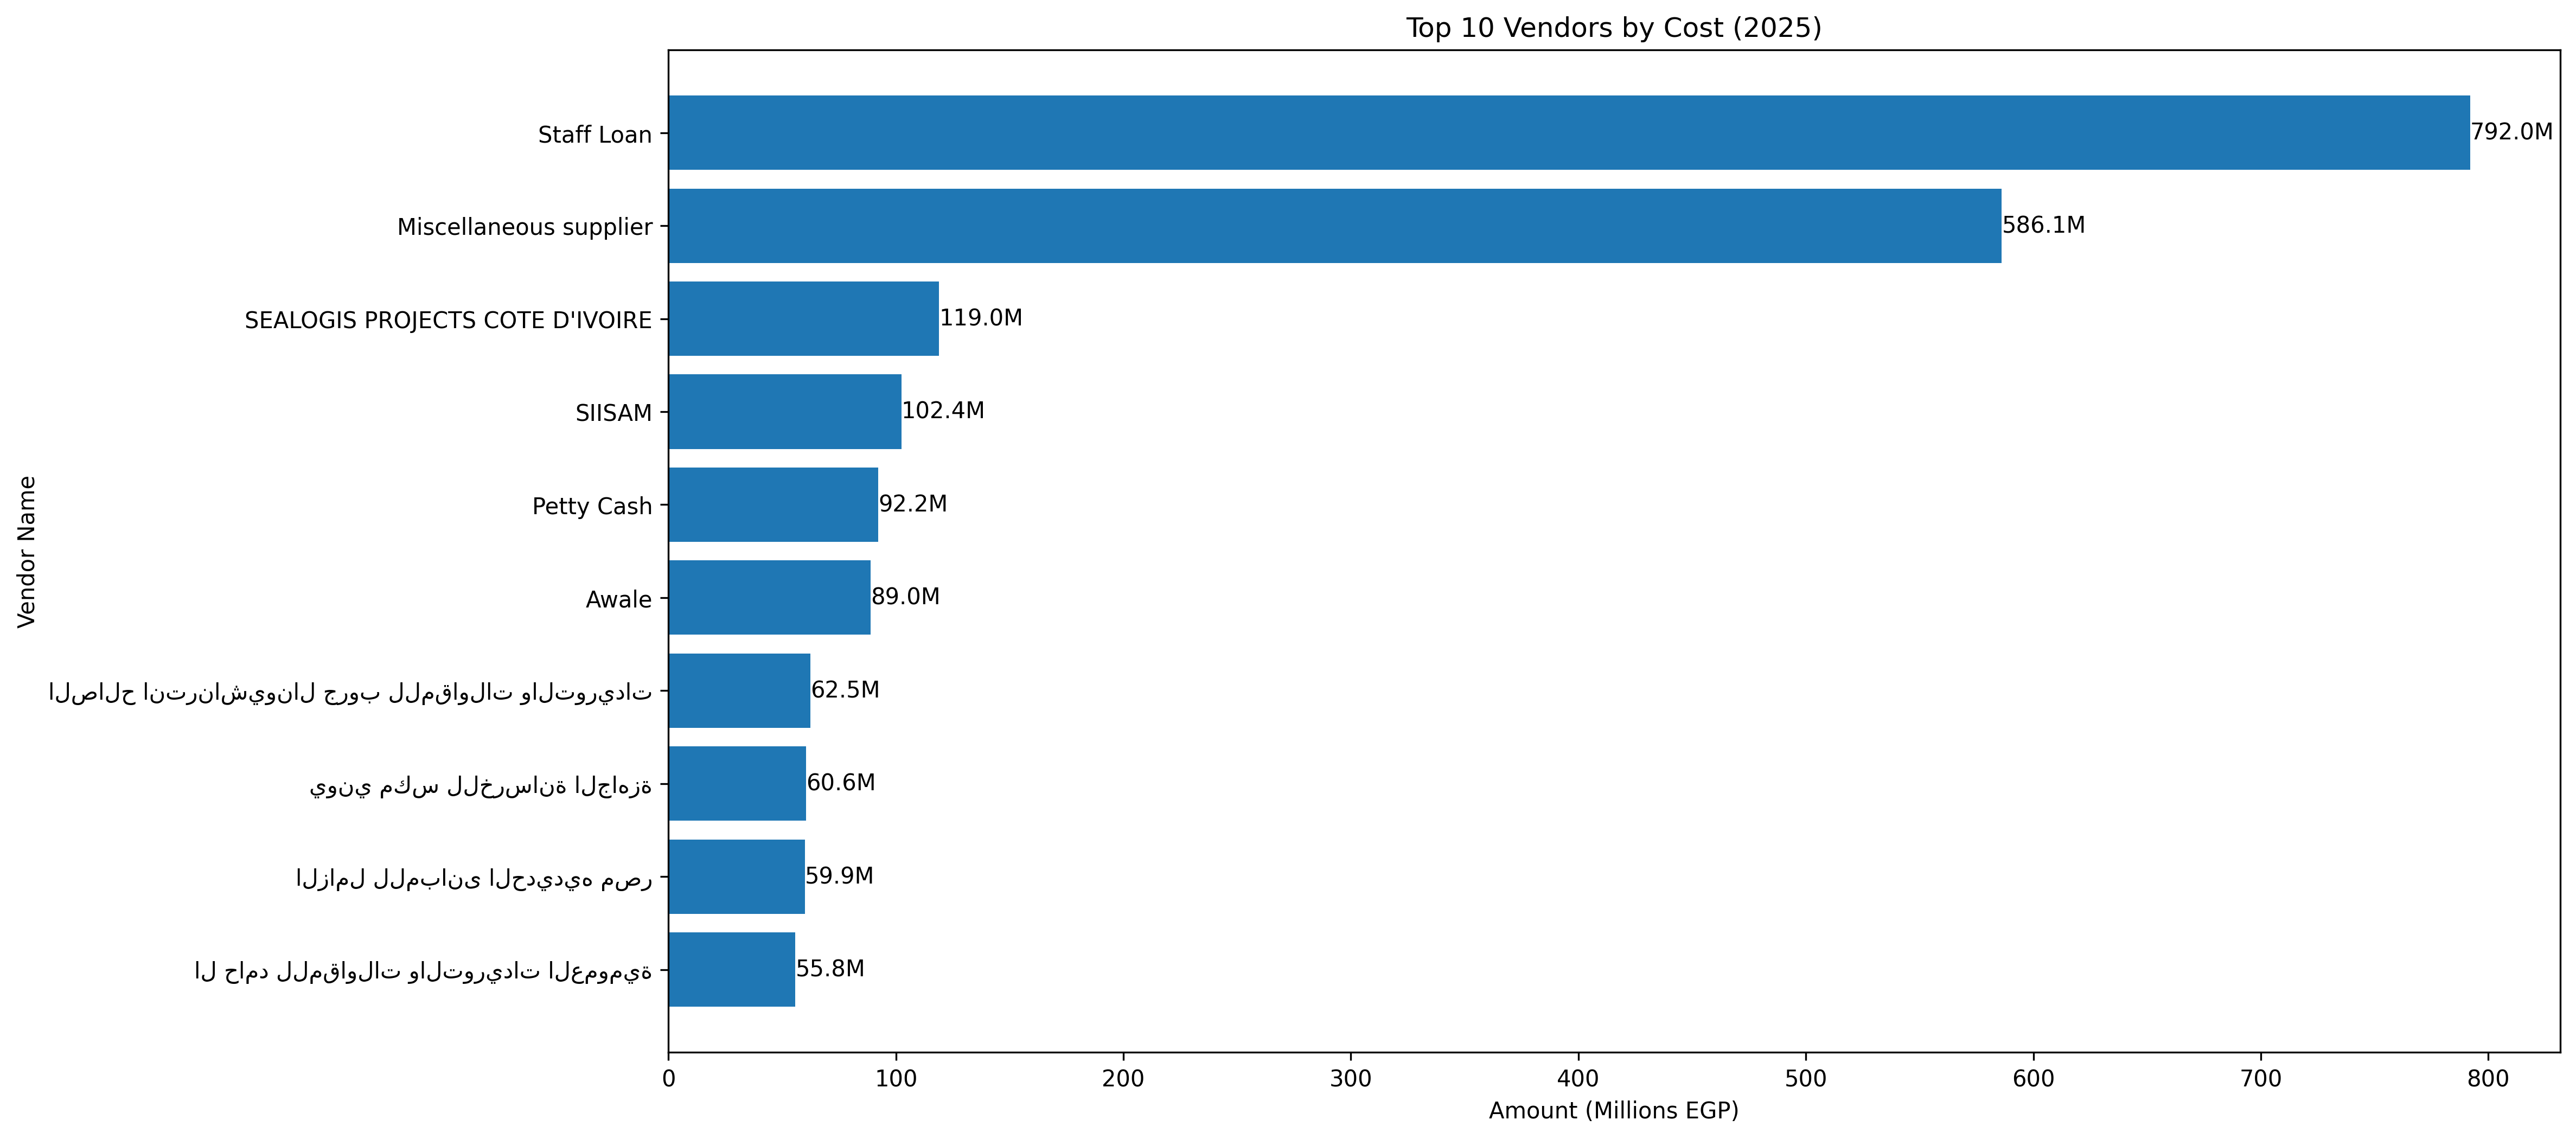 Top 10 Vendors by Cost (2025)
Vendor Name
Staff Loan
792.0M
Miscellaneous supplier
586.1M
SEALOGIS PROJECTS COTE D'IVOIRE
119.0M
SIISAM
102.4M
Petty Cash
92.2M
Awale
89.0M
الصالح انترناشيونال جروب للمقاولات والتوريدات
62.5M
يوني مكس للخرسانة الجاهزة
60.6M
الزامل للمبانى الحديديه مصر
59.9M
ال حامد للمقاولات والتوريدات العمومية
55.8M
0 100 200 300 400 500 600 700 800
Amount (Millions EGP)